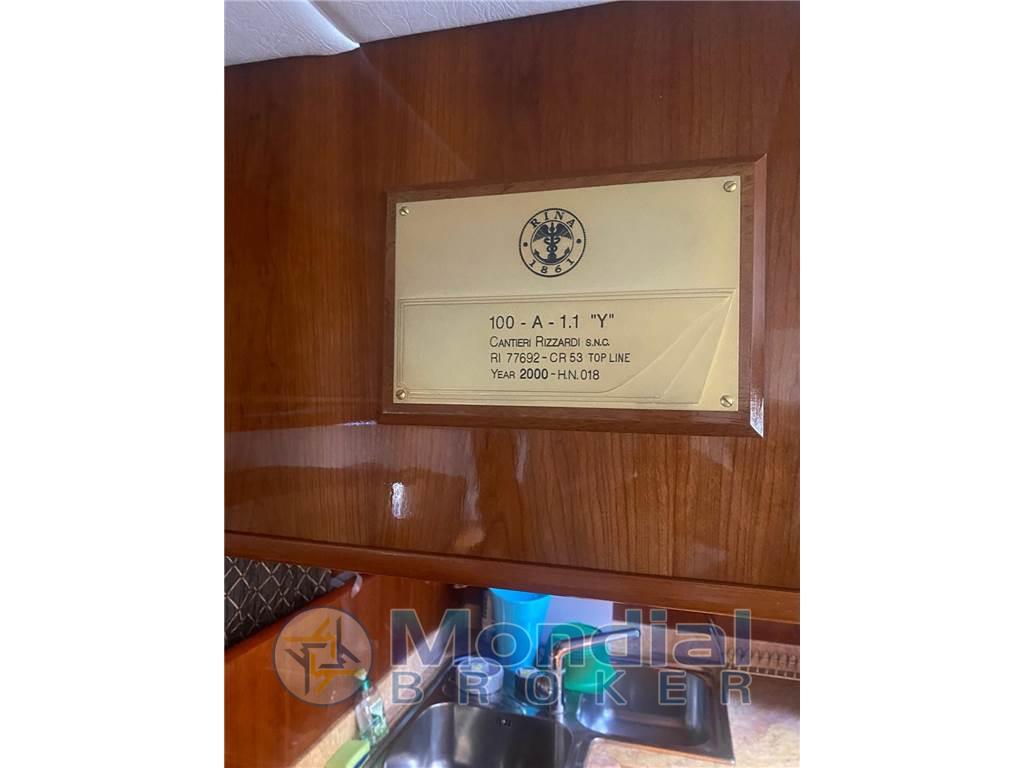 RINA
1861
100 - A - 1.1 "Y"
CANTIERI RIZZARDI S.N.C.
RI 77692 - CR 53 TOP LINE
YEAR 2000 - H.N. 018
Mondial
BROKER